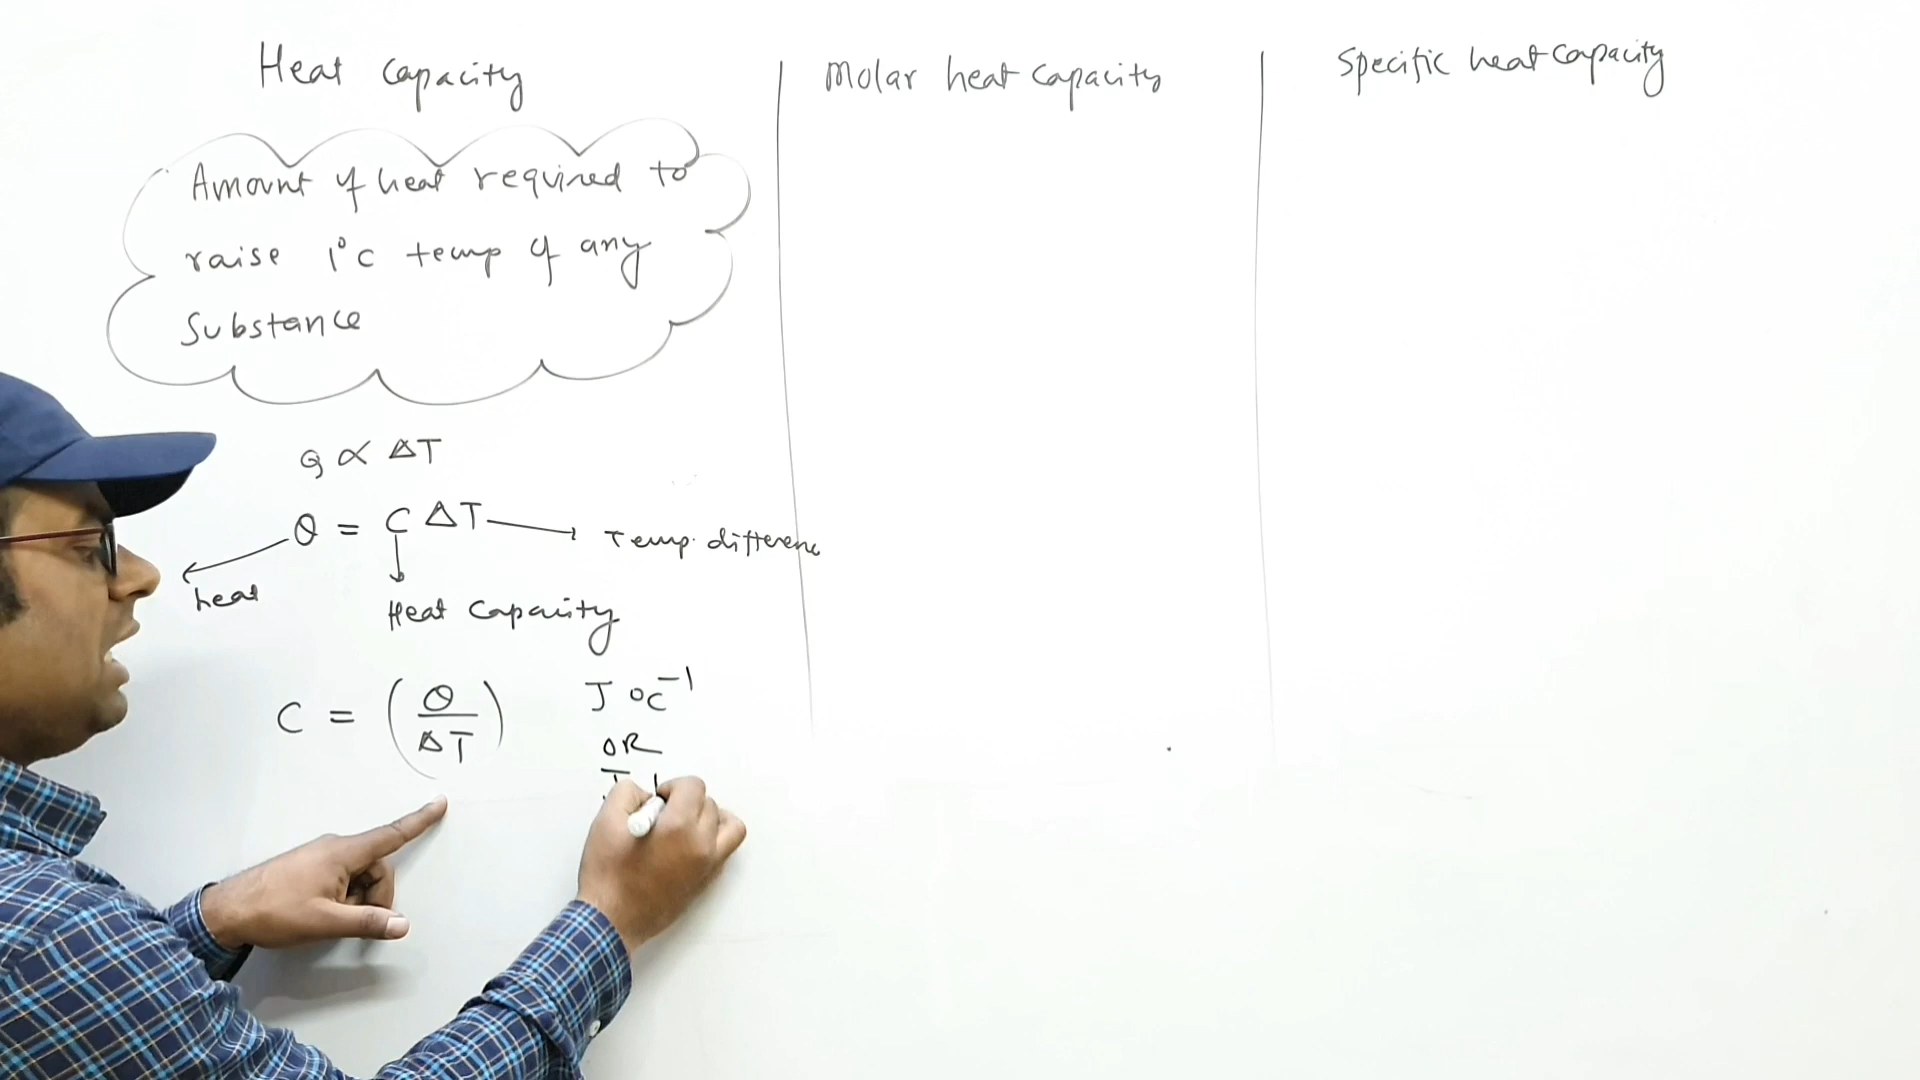 Heat capacity
Amount of heat required to
raise 1°C temp of any
Substance
Q ∝ ΔT
Q = C ΔT → Temp. differenc
heat
Heat Capacity
C = (Q/ΔT)
J °C⁻¹
OR
J
Molar heat capacity
Specific heat capacity